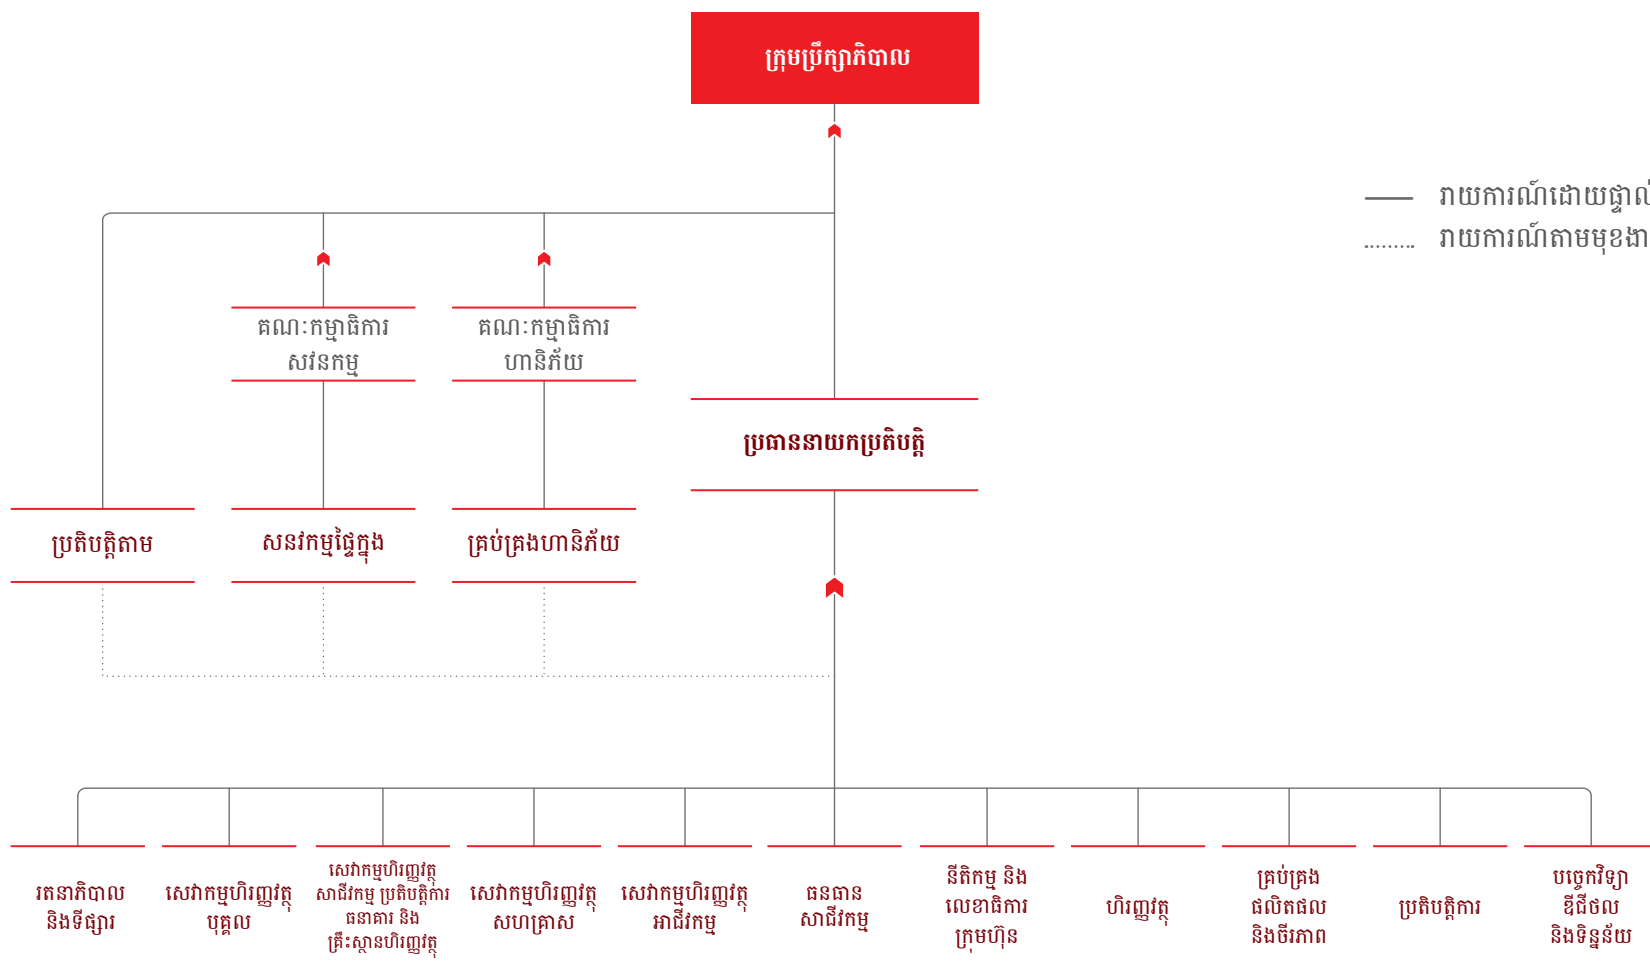 ក្រុមប្រឹក្សាភិបាល
រាយការណ៍ដោយផ្ទាល់
រាយការណ៍តាមមុខងារ
គណៈកម្មាធិការ
សវនកម្ម
គណៈកម្មាធិការ
ហានិភ័យ
ប្រធាននាយកប្រតិបត្តិ
ប្រតិបត្តិតាម
សនវកម្មផ្ទៃក្នុង
គ្រប់គ្រងហានិភ័យ
រតនាភិបាល
និងទីផ្សារ
សេវាកម្មហិរញ្ញវត្ថុ
បុគ្គល
សេវាកម្មហិរញ្ញវត្ថុ
សាជីវកម្ម ប្រតិបត្តិការ
ធនាគារ និង
គ្រឹះស្ថានហិរញ្ញវត្ថុ
សេវាកម្មហិរញ្ញវត្ថុ
សហគ្រាស
សេវាកម្មហិរញ្ញវត្ថុ
អាជីវកម្ម
ធនធាន
សាជីវកម្ម
នីតិកម្ម និង
លេខាធិការ
ក្រុមហ៊ុន
ហិរញ្ញវត្ថុ
គ្រប់គ្រង
ផលិតផល
និងចីរភាព
ប្រតិបត្តិការ
បច្ចេកវិទ្យា
ឌីជីថល
និងទិន្នន័យ